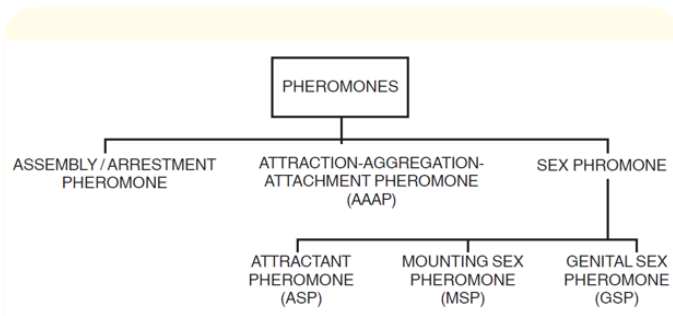 PHEROMONES
ASSEMBLY / ARRESTMENT
PHEROMONE
ATTRACTION-AGGREGATION-
ATTACHMENT PHEROMONE
(AAAP)
SEX PHROMONE
ATTRACTANT
PHEROMONE
(ASP)
MOUNTING SEX
PHEROMONE
(MSP)
GENITAL SEX
PHEROMONE
(GSP)